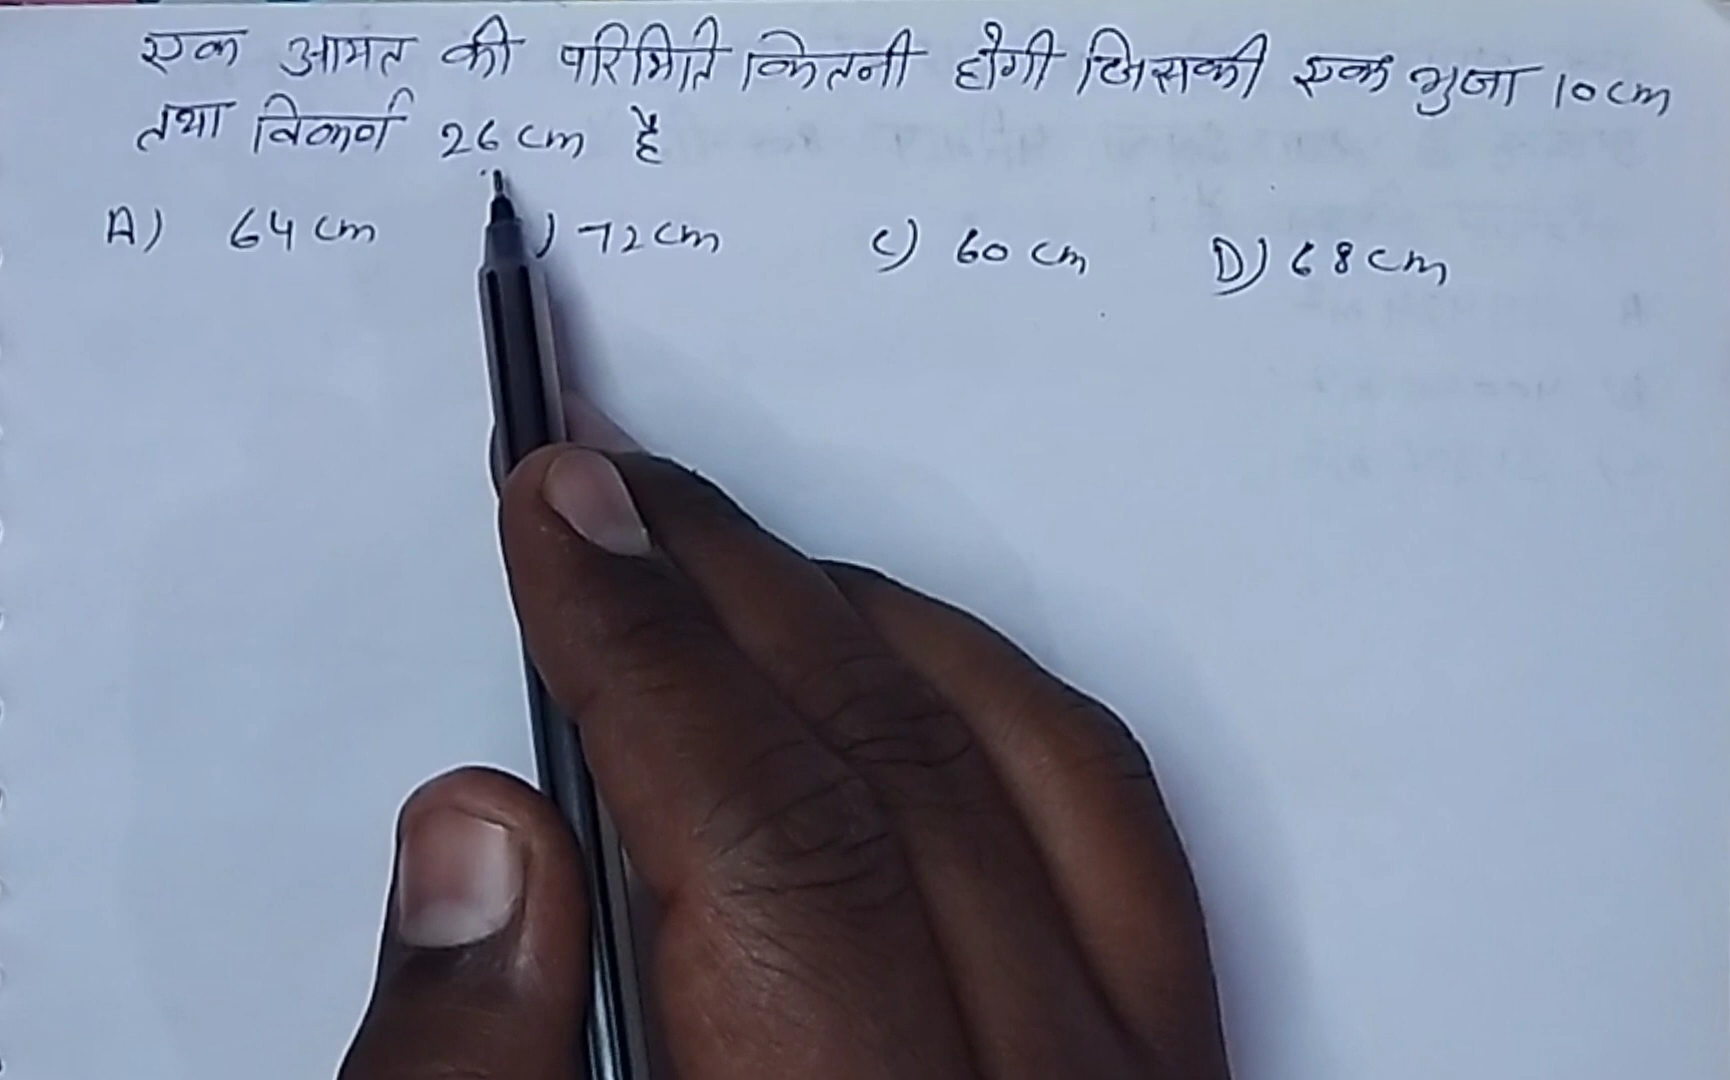 एक आयत की परिमिति कितनी होगी जिसकी एक भुजा 10 cm
तथा विकर्ण 26 cm है
A) 64 cm ) 72 cm C) 60 cm D) 68 cm